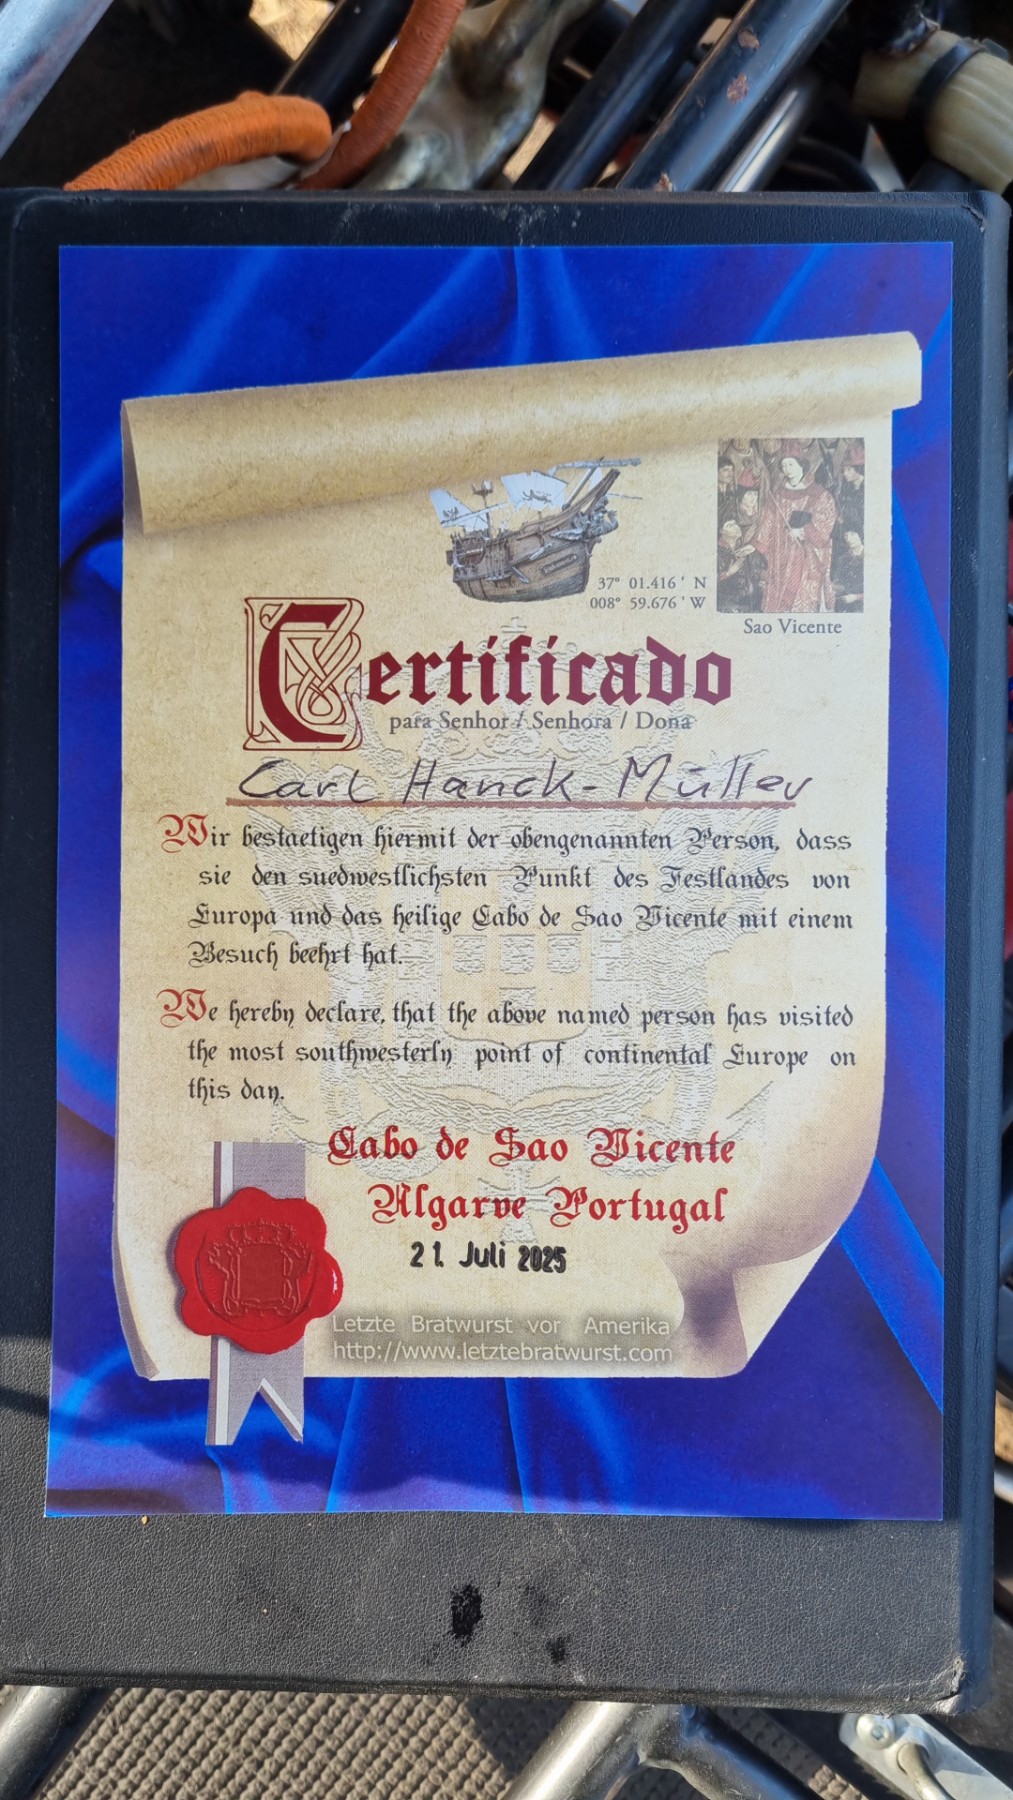 37° 01.416 ' N
008° 59.676 ' W
Sao Vicente
Certificado
para Senhor / Senhora / Dona
Carl Hanck-Müller
Wir bestaetigen hiermit der obengenannten Person, dass
sie den suedwestlichsten Punkt des Festlandes von
Europa und das heilige Cabo de Sao Vicente mit einem
Besuch beehrt hat.
We hereby declare, that the above named person has visited
the most southwesterly point of continental Europe on
this day.
Cabo de Sao Vicente
Algarve Portugal
21. Juli 2025
Letzte Bratwurst vor Amerika
http://www.letztebratwurst.com